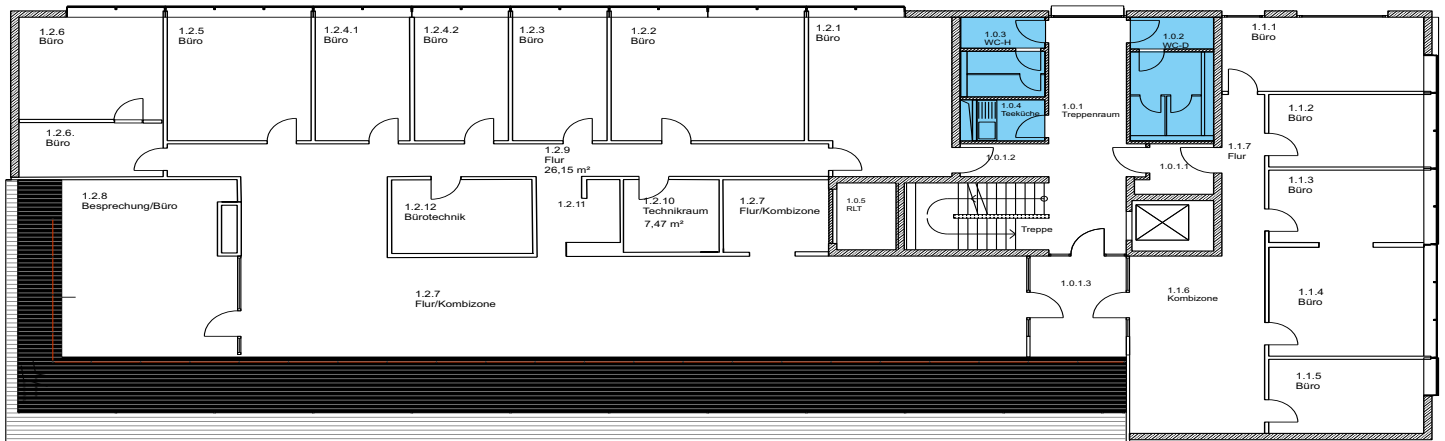 1.2.6
Büro
1.2.5
Büro
1.2.4.1
Büro
1.2.4.2
Büro
1.2.3
Büro
1.2.2
Büro
1.2.1
Büro
1.0.3
WC-H
1.0.2
WC-D
1.1.1
Büro
1.0.4
Teeküche
1.0.1
Treppenraum
1.1.2
Büro
1.2.6.
Büro
1.2.9
Flur
26,15 m²
1.0.1.2
1.0.1.1
1.1.7
Flur
1.1.3
Büro
1.2.8
Besprechung/Büro
1.2.12
Bürotechnik
1.2.11
1.2.10
Technikraum
7,47 m²
1.2.7
Flur/Kombizone
1.0.5
RLT
Treppe
1.2.7
Flur/Kombizone
1.0.1.3
1.1.6
Kombizone
1.1.4
Büro
1.1.5
Büro